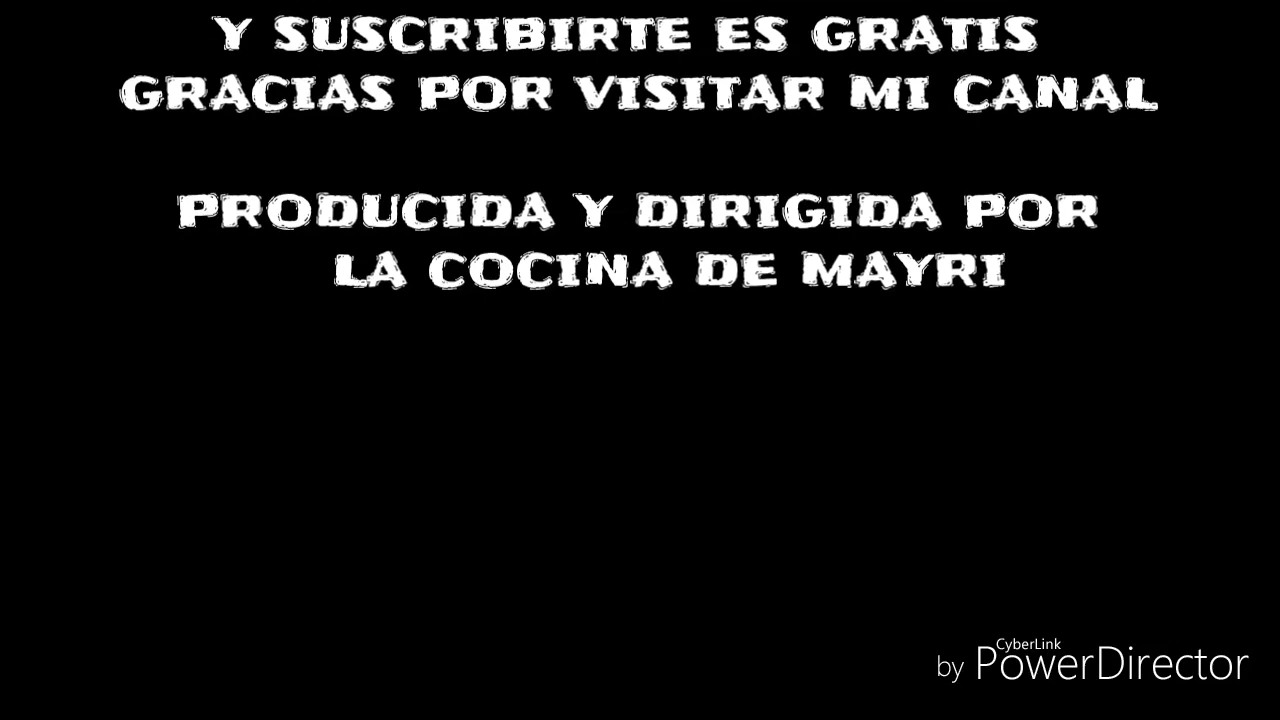 Y SUSCRIBIRTE ES GRATIS
GRACIAS POR VISITAR MI CANAL
PRODUCIDA Y DIRIGIDA POR
LA COCINA DE MAYRI
CyberLink
by PowerDirector